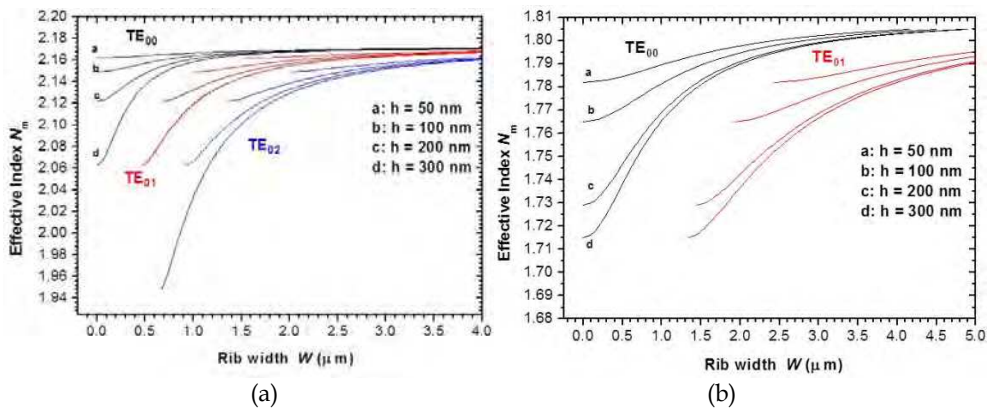 (a)
2.20
2.18
2.16
2.14
2.12
2.10
2.08
2.06
2.04
2.02
2.00
1.98
1.96
1.94
Effective Index Nm
TE00
a
b
c
d
TE01
TE02
a: h = 50 nm
b: h = 100 nm
c: h = 200 nm
d: h = 300 nm
0.0 0.5 1.0 1.5 2.0 2.5 3.0 3.5 4.0
Rib width W (μm)
(a)
(b)
1.81
1.80
1.79
1.78
1.77
1.76
1.75
1.74
1.73
1.72
1.71
1.70
1.69
1.68
Effective Index Nm
TE00
TE01
a
b
c
d
a: h = 50 nm
b: h = 100 nm
c: h = 200 nm
d: h = 300 nm
0.0 0.5 1.0 1.5 2.0 2.5 3.0 3.5 4.0 4.5 5.0
Rib width W (μm)
(b)